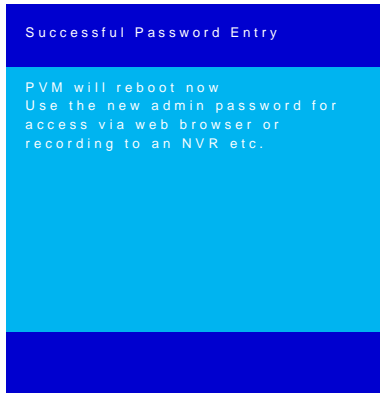 Successful Password Entry
PVM will reboot now
Use the new admin password for
access via web browser or
recording to an NVR etc.